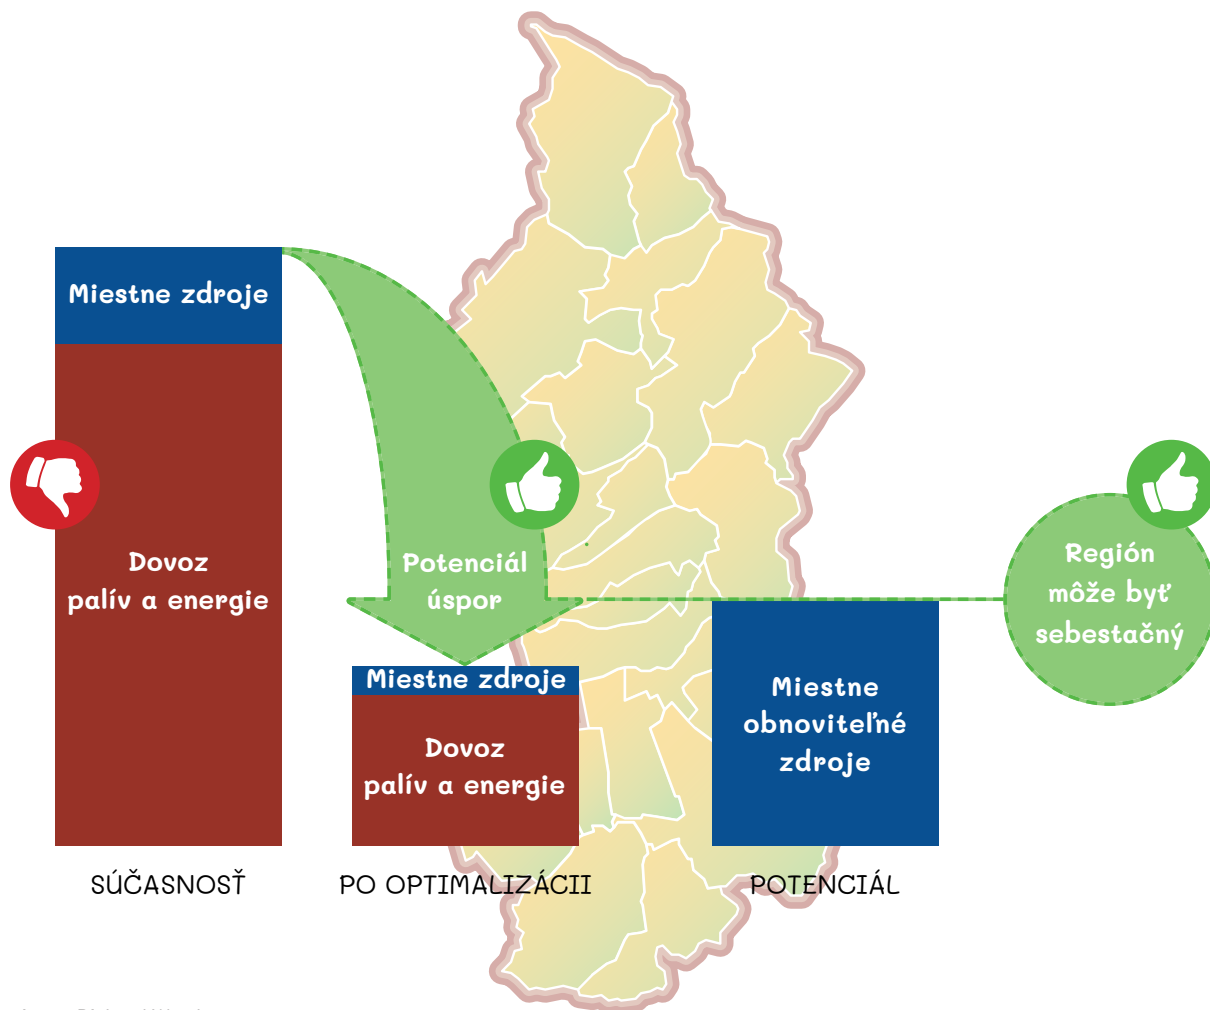 Miestne zdroje
Dovoz
palív a energie
Potenciál
úspor
Región
môže byť
sebestačný
Miestne zdroje
Dovoz
palív a energie
Miestne
obnoviteľné
zdroje
SÚČASNOSŤ
PO OPTIMALIZÁCII
POTENCIÁL